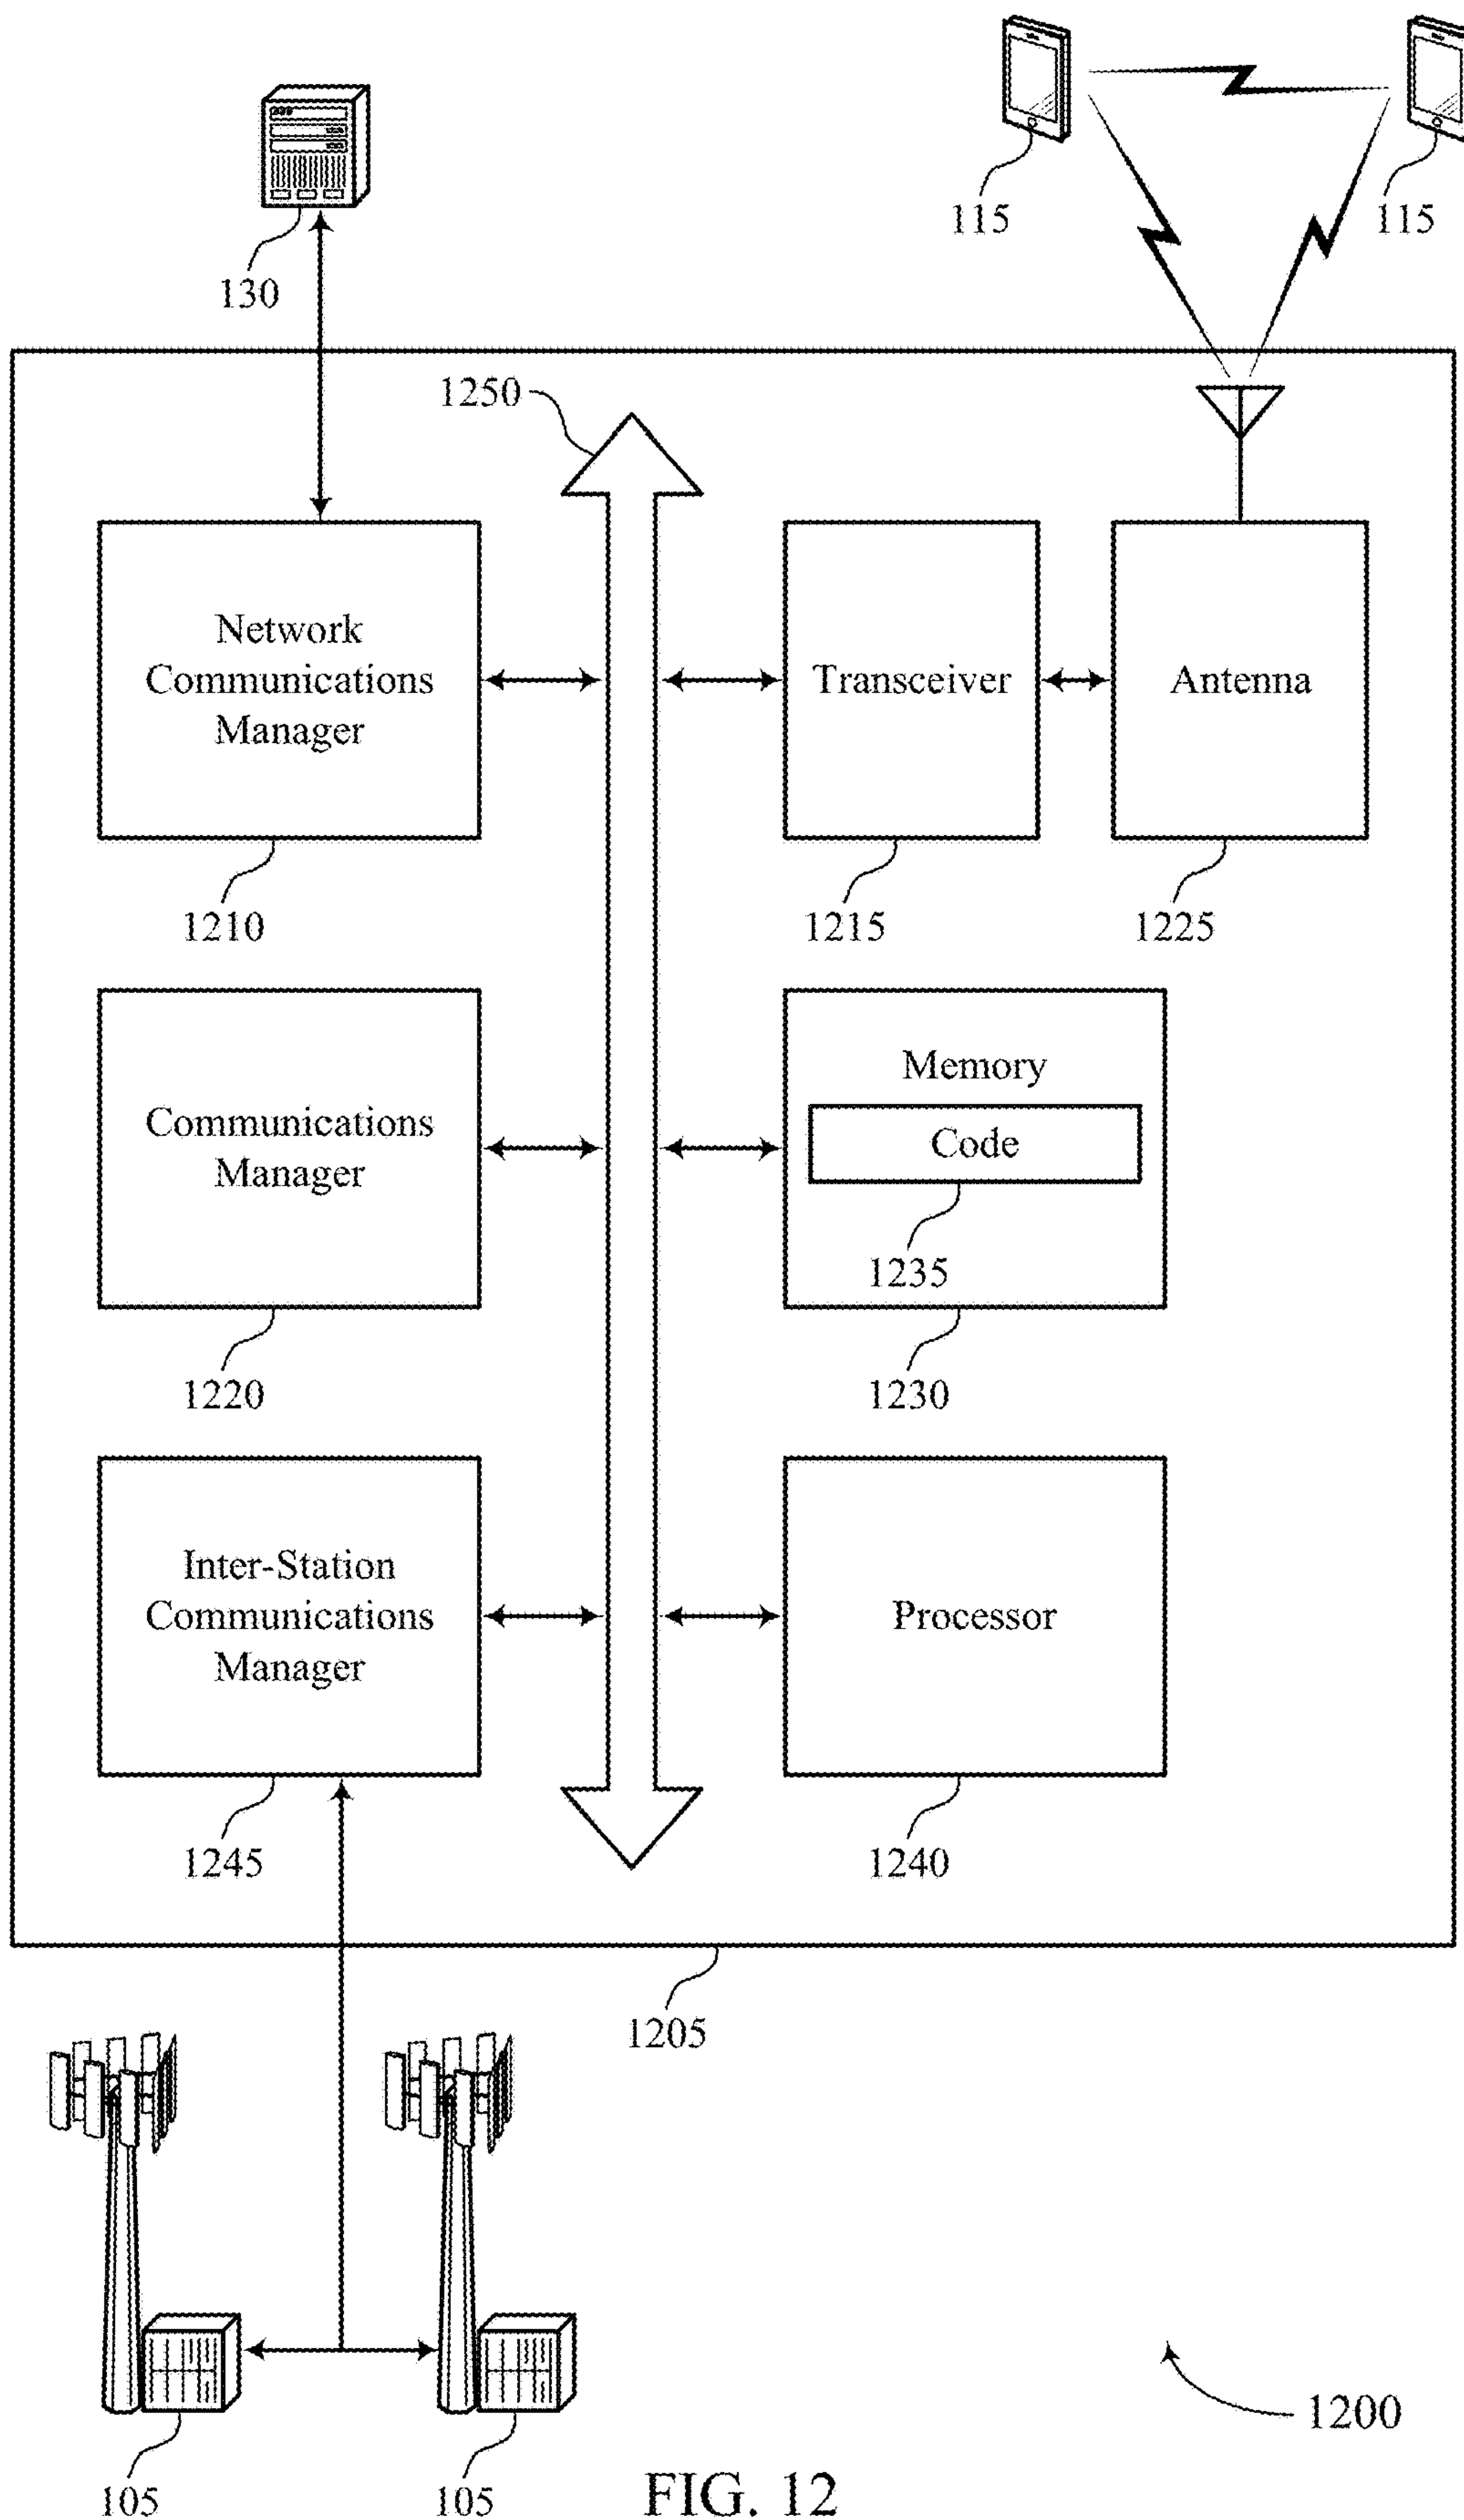 115
115
130
1250
Network
Communications
Manager
Transceiver
Antenna
1210
1215
1225
Communications
Manager
Memory
Code
1235
1220
1230
Inter-Station
Communications
Manager
Processor
1245
1240
1205
1200
105
105
FIG. 12